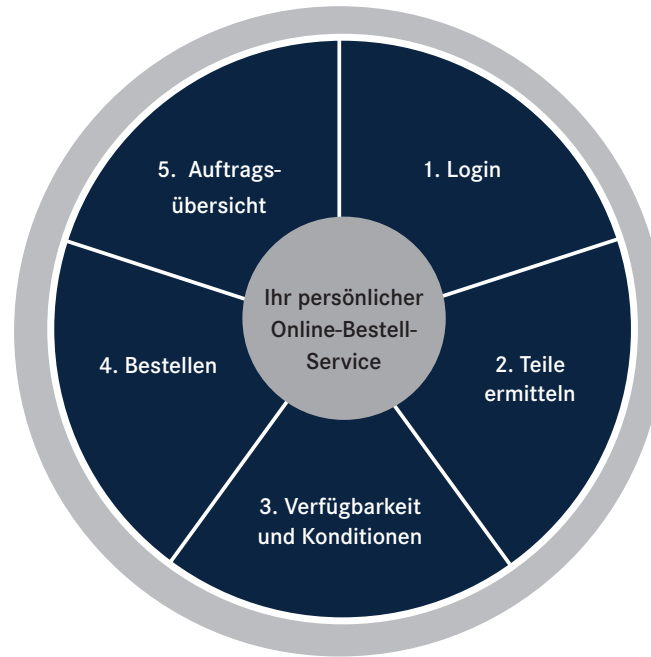 1. Login
2. Teile
ermitteln
3. Verfügbarkeit
und Konditionen
4. Bestellen
5. Auftrags-
übersicht
Ihr persönlicher
Online-Bestell-
Service